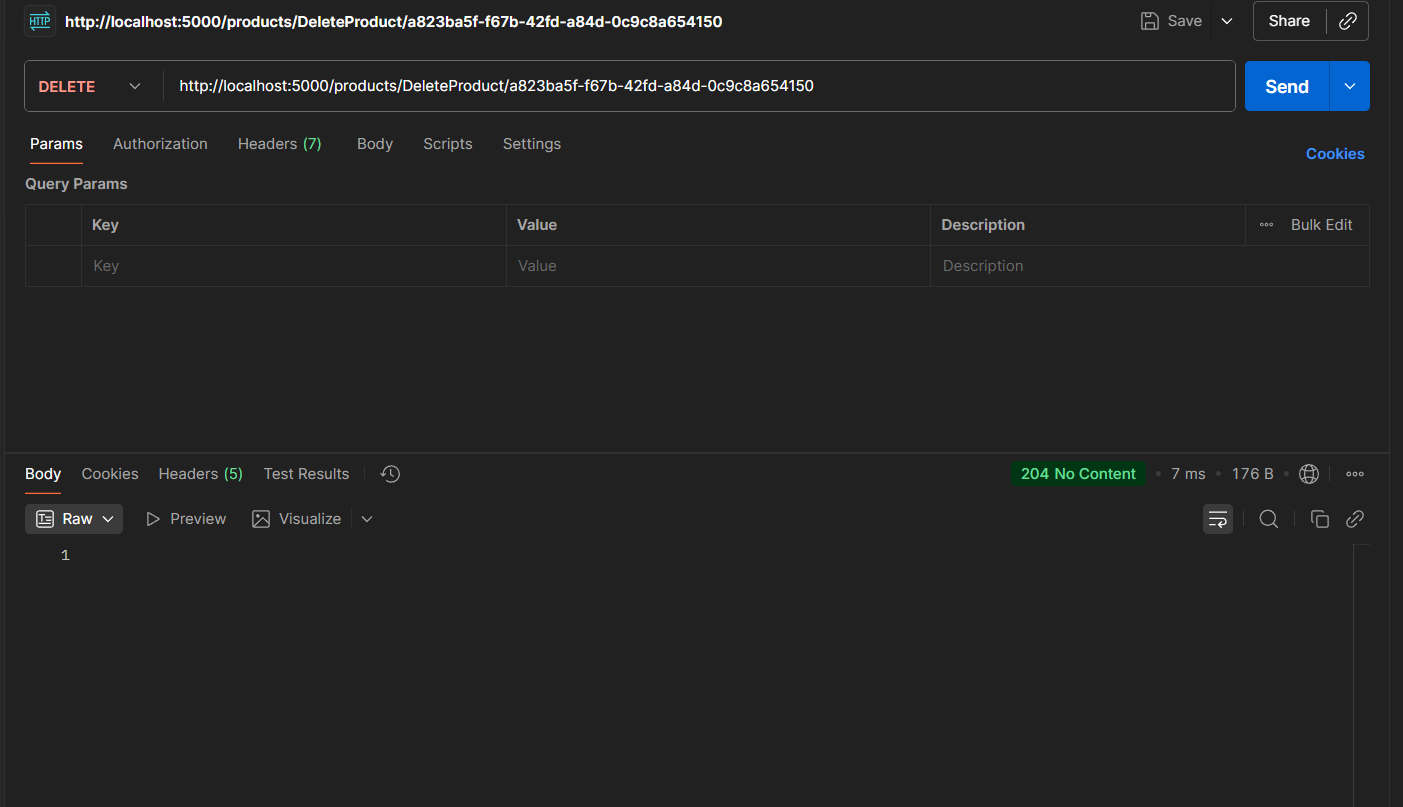 HTTP http://localhost:5000/products/DeleteProduct/a823ba5f-f67b-42fd-a84d-0c9c8a654150 Save Share
DELETE http://localhost:5000/products/DeleteProduct/a823ba5f-f67b-42fd-a84d-0c9c8a654150 Send
Params Authorization Headers (7) Body Scripts Settings Cookies
Query Params
Key Value Description Bulk Edit
Key Value Description
Body Cookies Headers (5) Test Results 204 No Content • 7 ms • 176 B •
Raw Preview Visualize
1